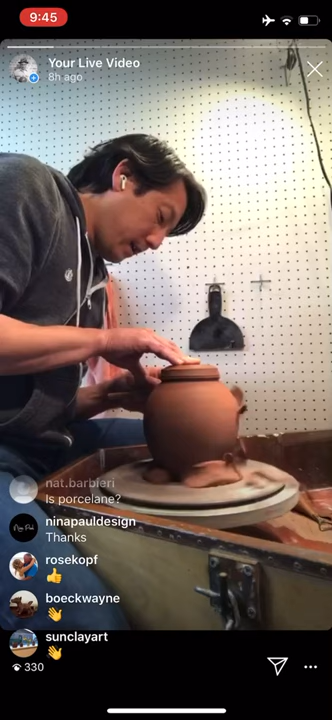 9:45
Your Live Video
8h ago
nat.barbieri
Is porcelane?
ninapauldesign
Thanks
rosekopf
👍
boeckwayne
👋
sunclayart
👋
330